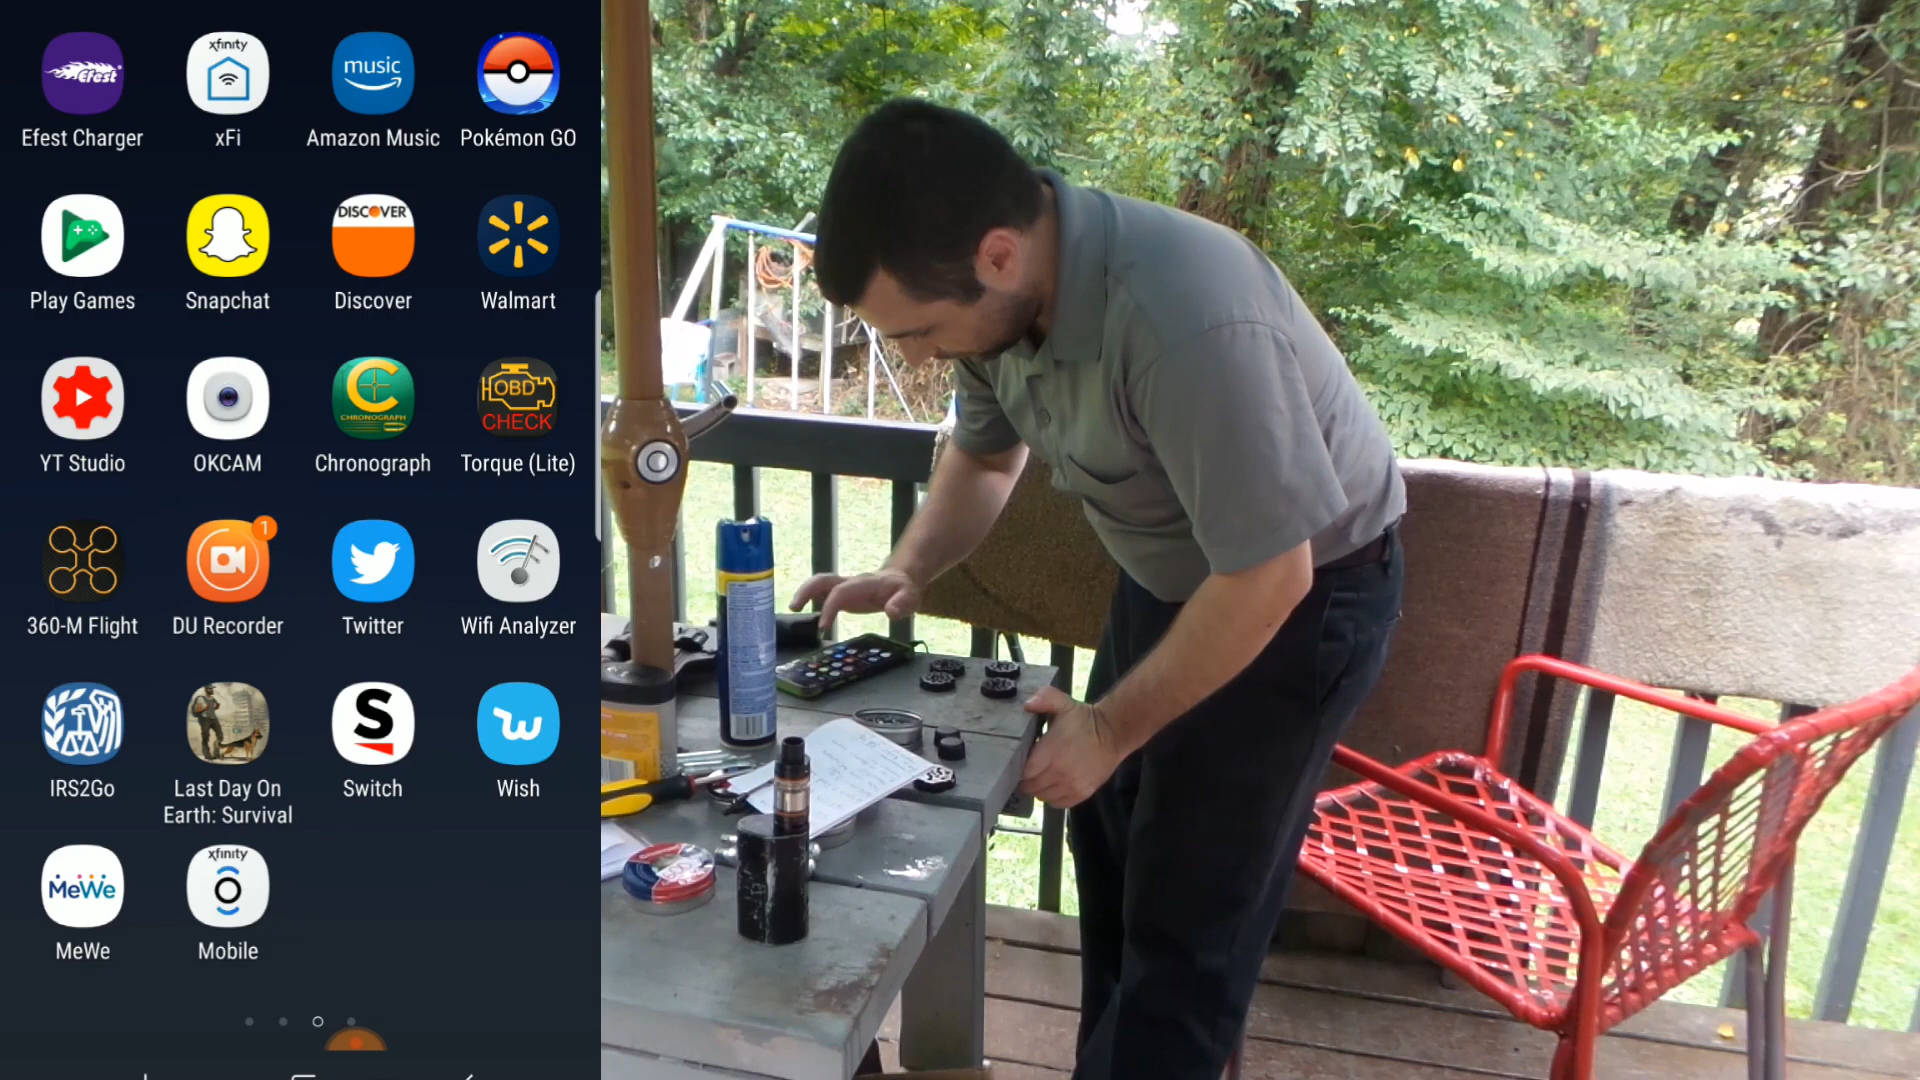 Efest
xfinity
music
Efest Charger
xFi
Amazon Music
Pokémon GO
DISCOVER
Play Games
Snapchat
Discover
Walmart
C
CHRONOGRAPH
OBD
CHECK
YT Studio
OKCAM
Chronograph
Torque (Lite)
1
360-M Flight
DU Recorder
Twitter
Wifi Analyzer
S
IRS2Go
Last Day On
Earth: Survival
Switch
Wish
MeWe
xfinity
MeWe
Mobile